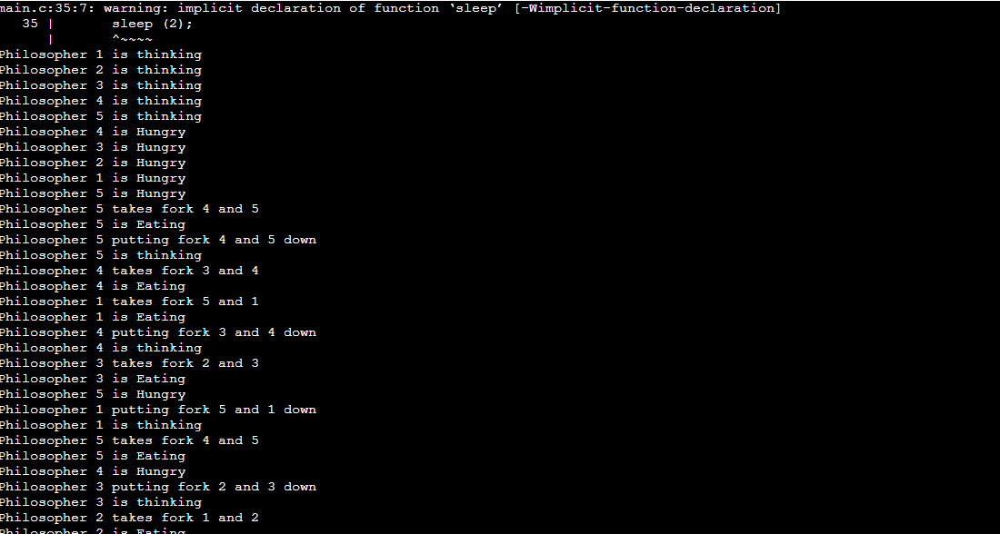 main.c:35:7: warning: implicit declaration of function ‘sleep’ [-Wimplicit-function-declaration]
   35 |       sleep (2);
      |       ^~~~~
Philosopher 1 is thinking
Philosopher 2 is thinking
Philosopher 3 is thinking
Philosopher 4 is thinking
Philosopher 5 is thinking
Philosopher 4 is Hungry
Philosopher 3 is Hungry
Philosopher 2 is Hungry
Philosopher 1 is Hungry
Philosopher 5 is Hungry
Philosopher 5 takes fork 4 and 5
Philosopher 5 is Eating
Philosopher 5 putting fork 4 and 5 down
Philosopher 5 is thinking
Philosopher 4 takes fork 3 and 4
Philosopher 4 is Eating
Philosopher 1 takes fork 5 and 1
Philosopher 1 is Eating
Philosopher 4 putting fork 3 and 4 down
Philosopher 4 is thinking
Philosopher 3 takes fork 2 and 3
Philosopher 3 is Eating
Philosopher 5 is Hungry
Philosopher 1 putting fork 5 and 1 down
Philosopher 1 is thinking
Philosopher 5 takes fork 4 and 5
Philosopher 5 is Eating
Philosopher 4 is Hungry
Philosopher 3 putting fork 2 and 3 down
Philosopher 3 is thinking
Philosopher 2 takes fork 1 and 2
Philosopher 2 is Eating